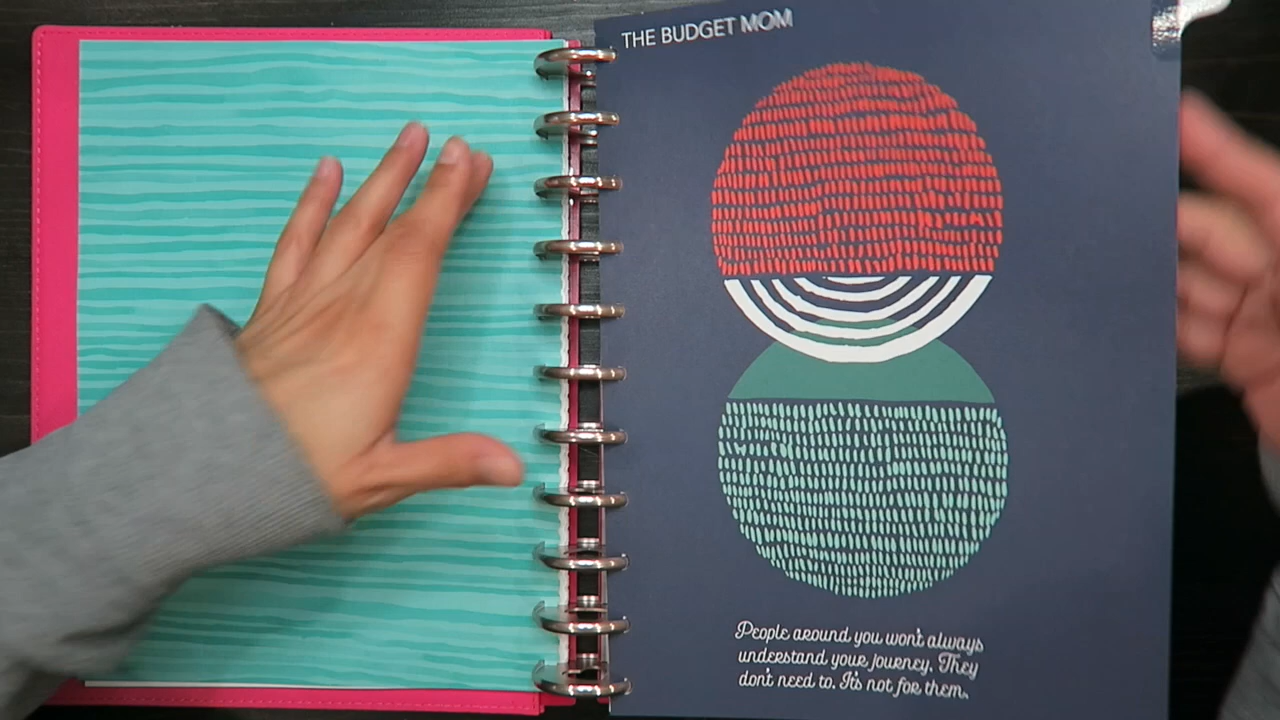 THE BUDGET MOM
People around you won't always
understand your journey. They
don't need to. It's not for them.